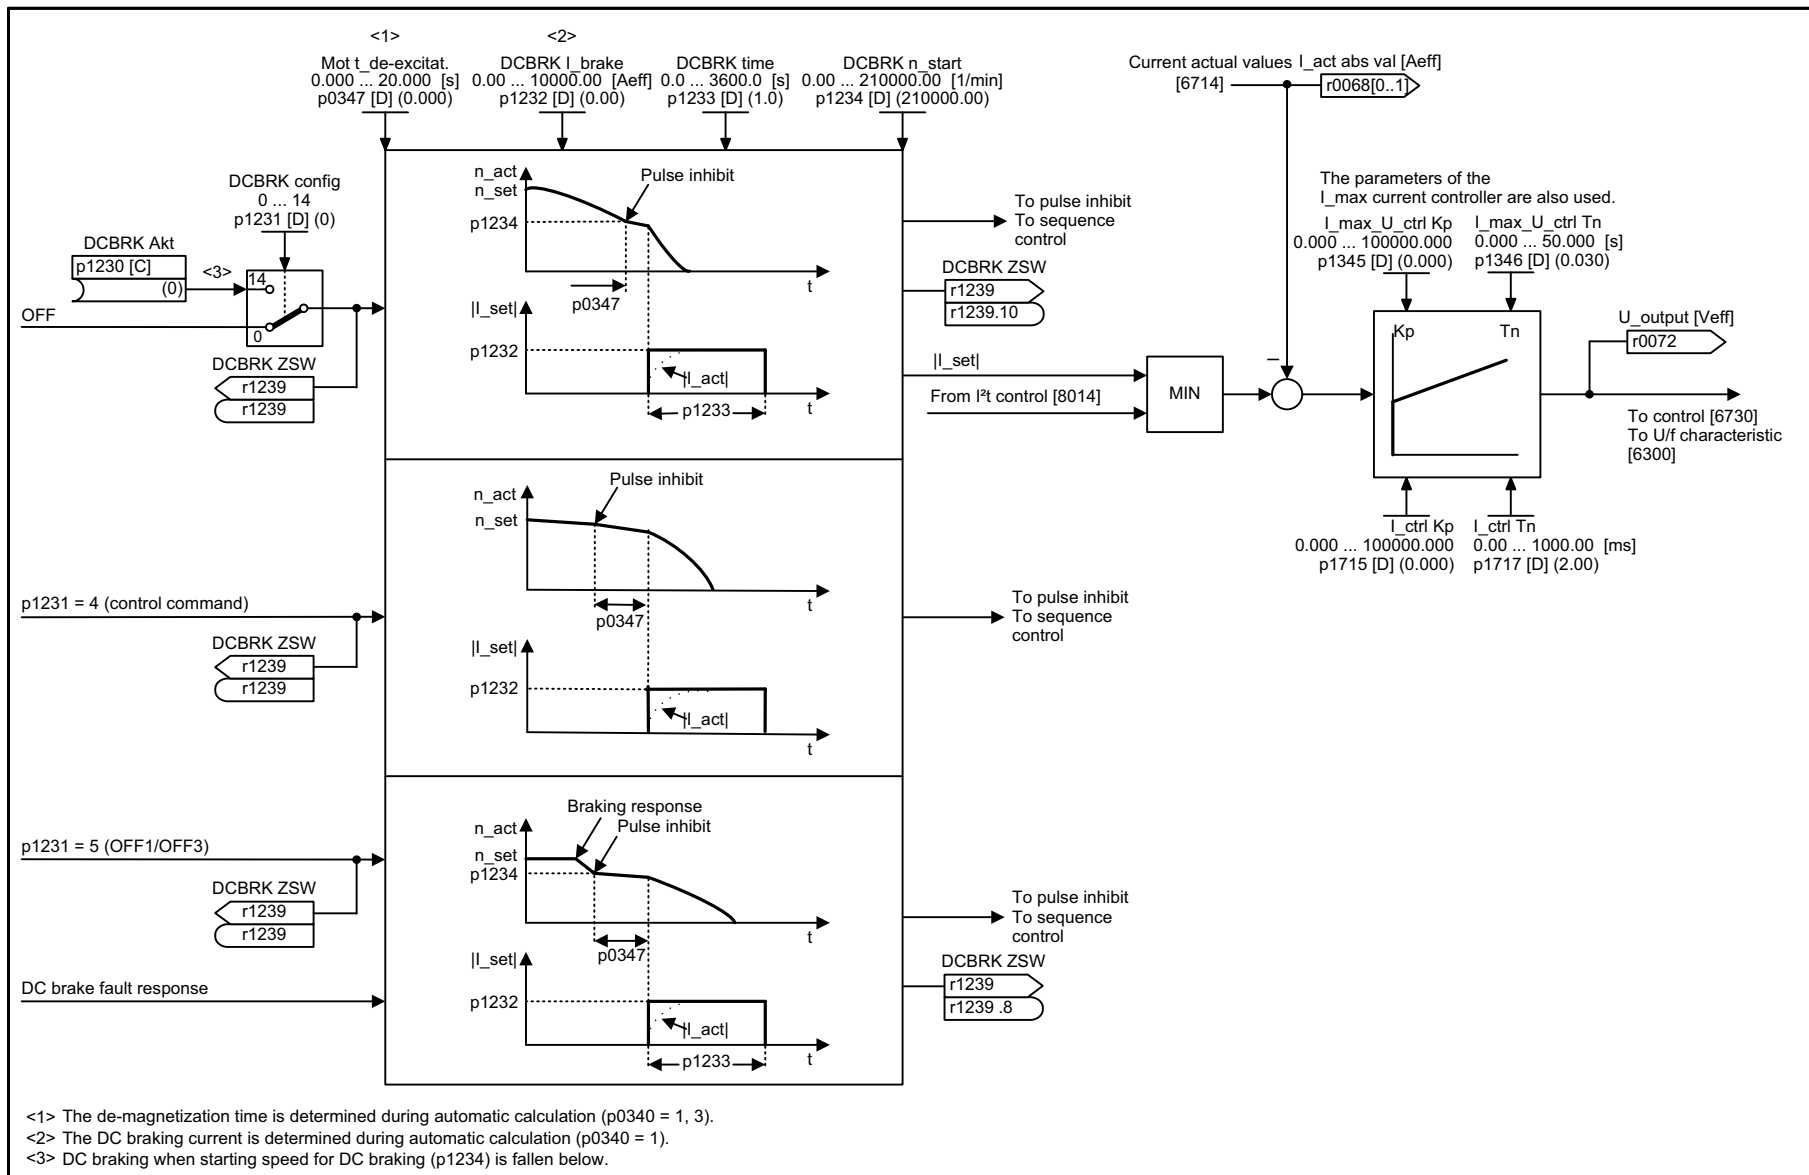 <1>
Mot t_de-excitat.
0.000 ... 20.000 [s]
p0347 [D] (0.000)
<2>
DCBRK I_brake
0.00 ... 10000.00 [Aeff]
p1232 [D] (0.00)
DCBRK time
0.0 ... 3600.0 [s]
p1233 [D] (1.0)
DCBRK n_start
0.00 ... 210000.00 [1/min]
p1234 [D] (210000.00)
Current actual values
[6714]
I_act abs val [Aeff]
r0068[0..1]
DCBRK config
0 ... 14
p1231 [D] (0)
DCBRK Akt
p1230 [C]
(0)
<3>
14
0
OFF
DCBRK ZSW
r1239
r1239
n_act
n_set
p1234
Pulse inhibit
t
p0347
|I_set|
p1232
|I_act|
t
p1233
To pulse inhibit
To sequence
control
DCBRK ZSW
r1239
r1239.10
|I_set|
From I²t control [8014]
MIN
–
The parameters of the
I_max current controller are also used.
I_max_U_ctrl Kp
0.000 ... 100000.000
p1345 [D] (0.000)
I_max_U_ctrl Tn
0.000 ... 50.000 [s]
p1346 [D] (0.030)
Kp
Tn
I_ctrl Kp
0.000 ... 100000.000
p1715 [D] (0.000)
I_ctrl Tn
0.00 ... 1000.00 [ms]
p1717 [D] (2.00)
U_output [Veff]
r0072
To control [6730]
To U/f characteristic
[6300]
p1231 = 4 (control command)
DCBRK ZSW
r1239
r1239
n_act
n_set
Pulse inhibit
t
p0347
|I_set|
p1232
|I_act|
t
To pulse inhibit
To sequence
control
p1231 = 5 (OFF1/OFF3)
DCBRK ZSW
r1239
r1239
DC brake fault response
Braking response
Pulse inhibit
n_act
n_set
p1234
t
p0347
|I_set|
p1232
|I_act|
t
p1233
To pulse inhibit
To sequence
control
DCBRK ZSW
r1239
r1239 .8
<1> The de-magnetization time is determined during automatic calculation (p0340 = 1, 3).
<2> The DC braking current is determined during automatic calculation (p0340 = 1).
<3> DC braking when starting speed for DC braking (p1234) is fallen below.